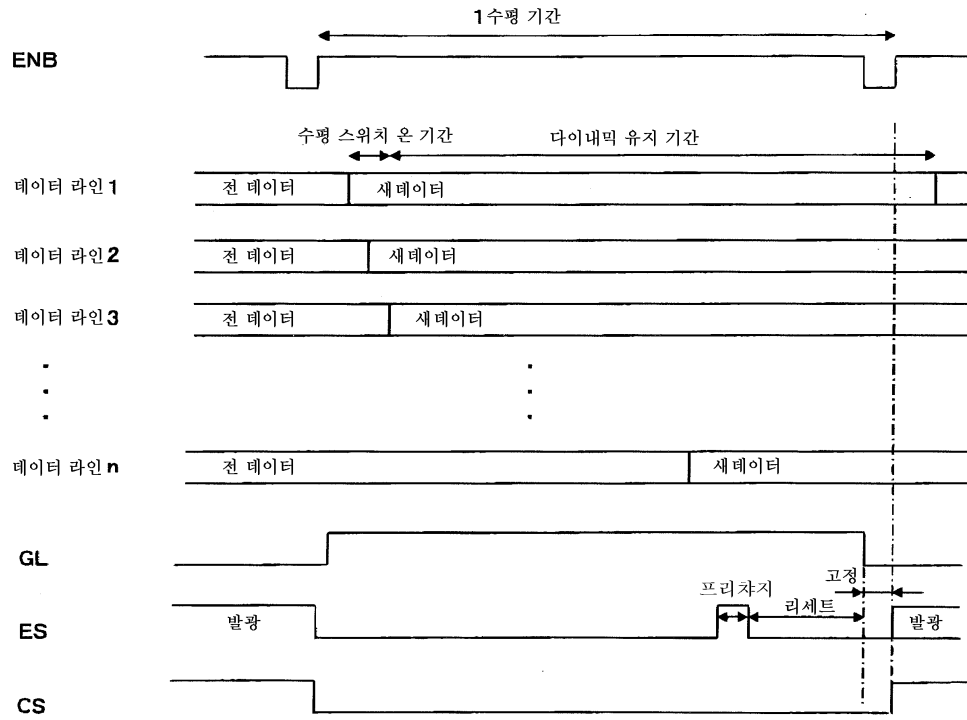 1수평 기간
ENB
수평 스위치 온 기간
다이내믹 유지 기간
데이터 라인1
전 데이터
새데이터
데이터 라인2
전 데이터
새데이터
데이터 라인3
전 데이터
새데이터
데이터 라인n
전 데이터
새데이터
GL
고정
프리챠지
리세트
ES
발광
발광
CS